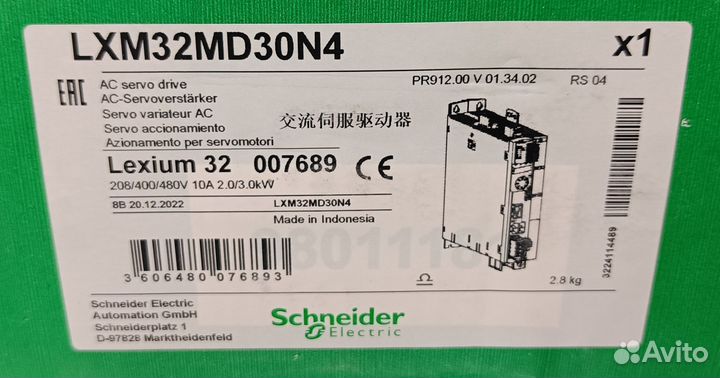 LXM32MD30N4 x1
EAC
AC servo drive
AC-Servoverstärker
Servo variateur AC
Servo accionamiento
Azionamento per servomotori
PR912.00 V 01.34.02 RS 04
交流伺服驱动器
Lexium 32 007689 CE
208/400/480V 10A 2.0/3.0kW
8B 20.12.2022 LXM32MD30N4
Made in Indonesia
3 606480 076893
2.8 kg
3224114489
Schneider Electric
Automation GmbH
Schneiderplatz 1
D-97828 Marktheidenfeld
Schneider
Electric
Avito